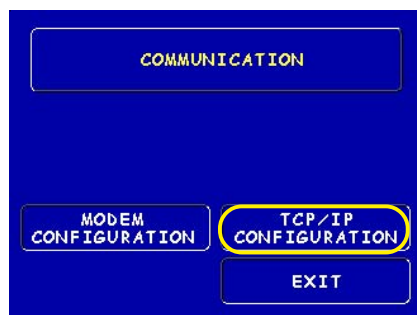 COMMUNICATION
MODEM
CONFIGURATION
TCP/IP
CONFIGURATION
EXIT